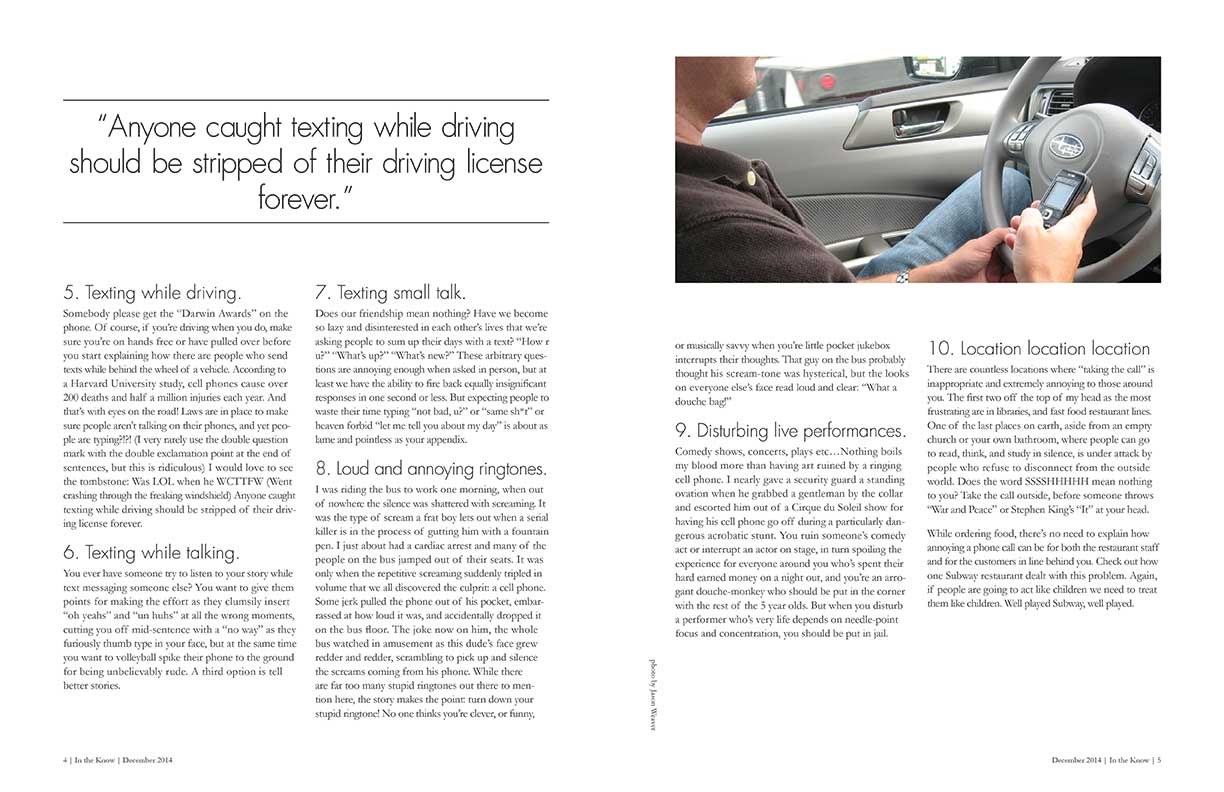 “Anyone caught texting while driving
should be stripped of their driving license
forever.”
5. Texting while driving.
Somebody please get the “Darwin Awards” on the
phone. Of course, if you’re driving when you do, make
sure you’re on hands free or have pulled over before
you start explaining how there are people who send
texts while behind the wheel of a vehicle. According to
a Harvard University study, cell phones cause over
200 deaths and half a million injuries each year. And
that’s with eyes on the road! Laws are in place to make
sure people aren’t talking on their phones, and yet peo-
ple are typing?!?! (I very rarely use the double question
mark with the double exclamation point at the end of
sentences, but this is ridiculous) I would love to see
the tombstone: Was LOL when he WCTTFW (Went
crashing through the freaking windshield) Anyone caught
texting while driving should be stripped of their driv-
ing license forever.
6. Texting while talking.
You ever have someone try to listen to your story while
text messaging someone else? You want to give them
points for making the effort as they clumsily insert
“oh yeahs” and “un huhs” at all the wrong moments,
cutting you off mid-sentence with a “no way” as they
furiously thumb type in your face, but at the same time
you want to volleyball spike their phone to the ground
for being unbelievably rude. A third option is tell
better stories.
7. Texting small talk.
Does our friendship mean nothing? Have we become
so lazy and disinterested in each other’s lives that we’re
asking people to sum up their days with a text? “How r
u?” “What’s up?” “What’s new?” These arbitrary ques-
tions are annoying enough when asked in person, but at
least we have the ability to fire back equally insignificant
responses in one second or less. But expecting people to
waste their time typing “not bad, u?” or “same sh*t” or
heaven forbid “let me tell you about my day” is about as
lame and pointless as your appendix.
8. Loud and annoying ringtones.
I was riding the bus to work one morning, when out
of nowhere the silence was shattered with screaming. It
was the type of scream a frat boy lets out when a serial
killer is in the process of gutting him with a fountain
pen. I just about had a cardiac arrest and many of the
people on the bus jumped out of their seats. It was
only when the repetitive screaming suddenly tripled in
volume that we all discovered the culprit: a cell phone.
Some jerk pulled the phone out of his pocket, embar-
rassed at how loud it was, and accidentally dropped it
on the bus floor. The joke now on him, the whole
bus watched in amusement as this dude’s face grew
redder and redder, scrambling to pick up and silence
the screams coming from his phone. While there
are far too many stupid ringtones out there to men-
tion here, the story makes the point: turn down your
stupid ringtone! No one thinks you’re clever, or funny,
4 | In the Know | December 2014
or musically savvy when you’re little pocket jukebox
interrupts their thoughts. That guy on the bus probably
thought his scream-tone was hysterical, but the looks
on everyone else’s face read loud and clear: “What a
douche bag!”
9. Disturbing live performances.
Comedy shows, concerts, plays etc…Nothing boils
my blood more than having art ruined by a ringing
cell phone. I nearly gave a security guard a standing
ovation when he grabbed a gentleman by the collar
and escorted him out of a Cirque du Soleil show for
having his cell phone go off during a particularly dan-
gerous acrobatic stunt. You ruin someone’s comedy
act or interrupt an actor on stage, in turn spoiling the
experience for everyone around you who’s spent their
hard earned money on a night out, and you’re an arro-
gant douche-monkey who should be put in the corner
with the rest of the 5 year olds. But when you disturb
a performer who’s very life depends on needle-point
focus and concentration, you should be put in jail.
10. Location location location
There are countless locations where “taking the call” is
inappropriate and extremely annoying to those around
you. The first two off the top of my head as the most
frustrating are in libraries, and fast food restaurant lines.
One of the last places on earth, aside from an empty
church or your own bathroom, where people can go
to read, think, and study in silence, is under attack by
people who refuse to disconnect from the outside
world. Does the word SSSSHHHHH mean nothing
to you? Take the call outside, before someone throws
“War and Peace” or Stephen King’s “It” at your head.
While ordering food, there’s no need to explain how
annoying a phone call can be for both the restaurant staff
and for the customers in line behind you. Check out how
one Subway restaurant dealt with this problem. Again,
if people are going to act like children we need to treat
them like children. Well played Subway, well played.
photo by Jason Weaver
December 2014 | In the Know | 5